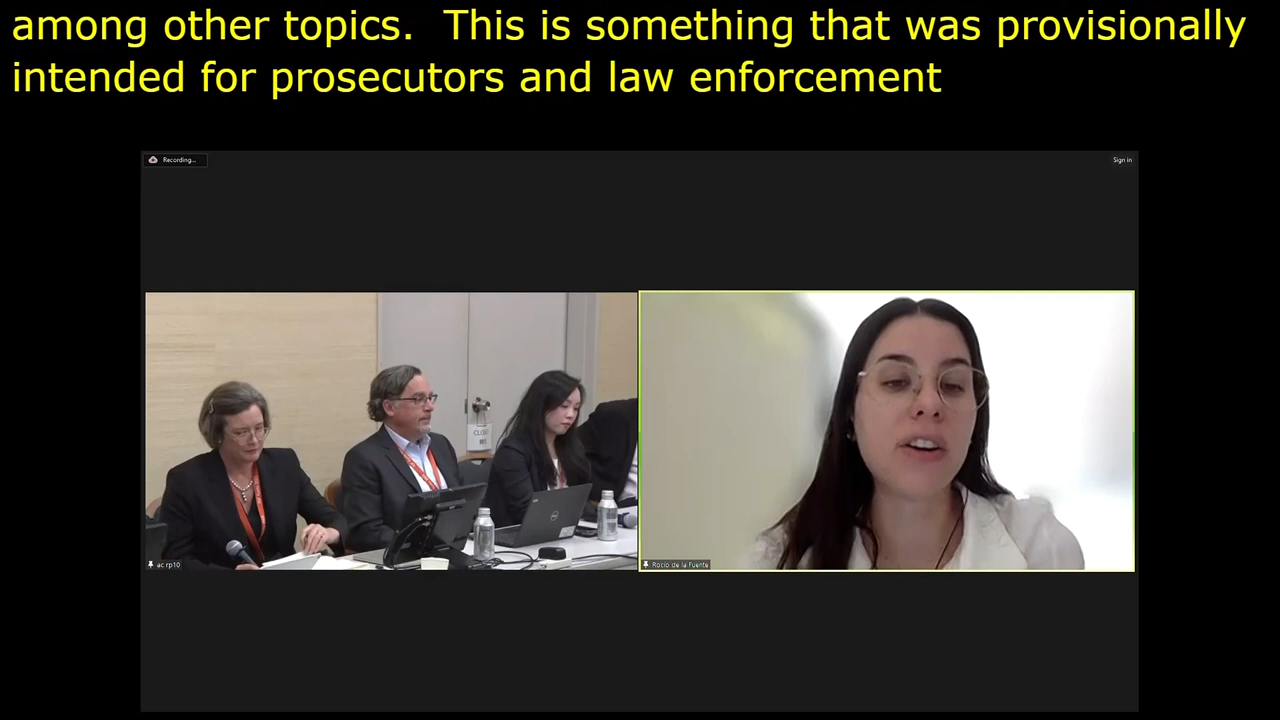 among other topics.  This is something that was provisionally
intended for prosecutors and law enforcement
Recording...
Sign in
ac rp10
Rocío de la Fuente